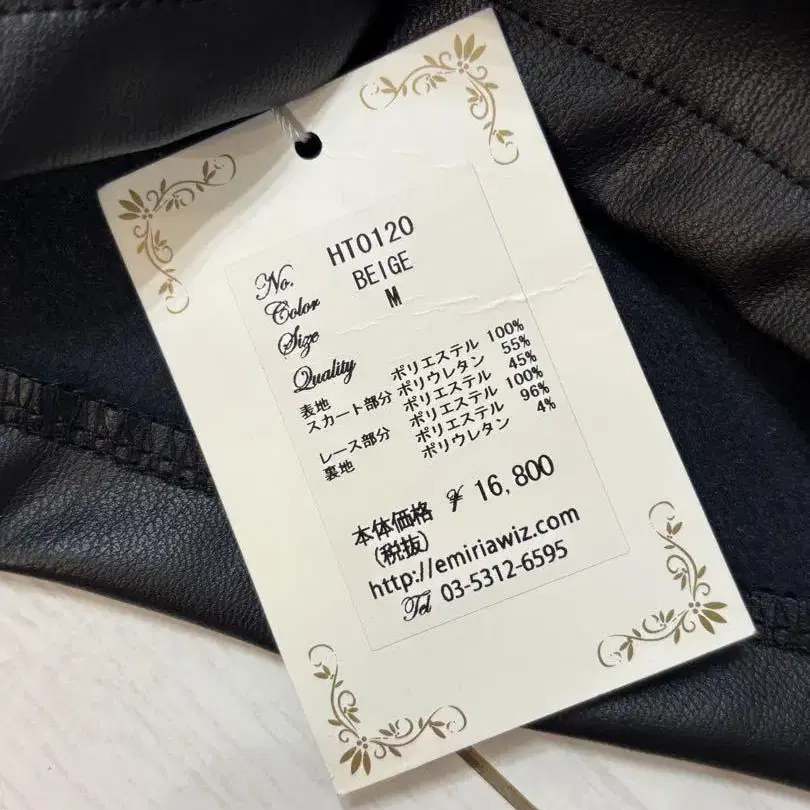 No. HT0120
Color BEIGE
Size M
Quality
表地 ポリエステル 100%
スカート部分 ポリウレタン 55%
ポリエステル 45%
レース部分 ポリエステル 100%
裏地 ポリエステル 96%
ポリウレタン 4%
本体価格 ¥ 16,800
(税抜)
http://emiriawiz.com
Tel 03-5312-6595